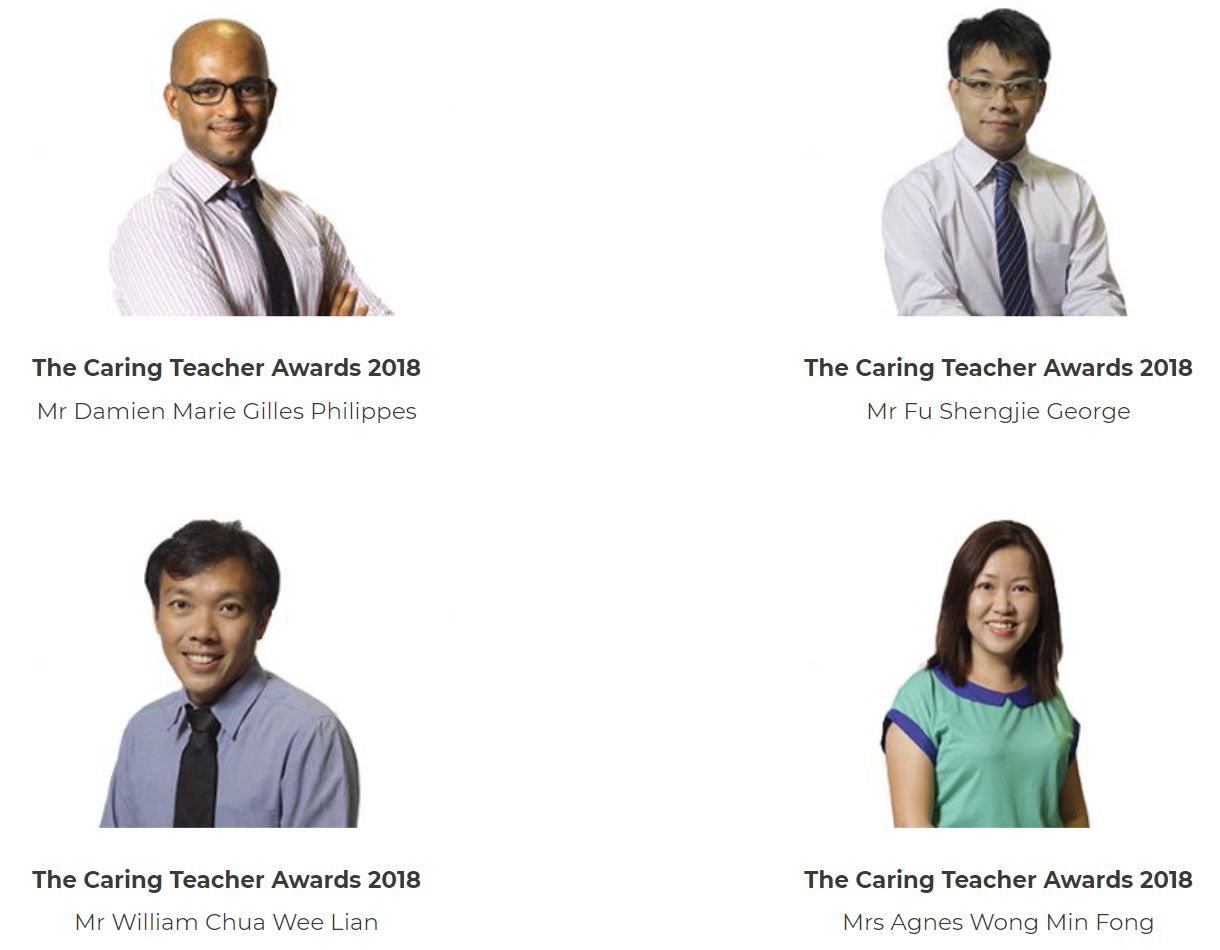 The Caring Teacher Awards 2018
Mr Damien Marie Gilles Philippes
The Caring Teacher Awards 2018
Mr Fu Shengjie George
The Caring Teacher Awards 2018
Mr William Chua Wee Lian
The Caring Teacher Awards 2018
Mrs Agnes Wong Min Fong